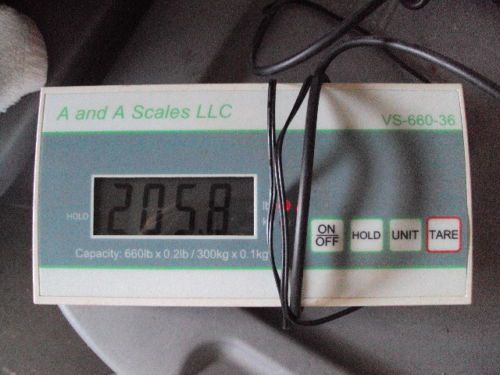 A and A Scales LLC
VS-660-36
HOLD 205.8
ON/OFF HOLD UNIT TARE
Capacity: 660lb x 0.2lb / 300kg x 0.1kg